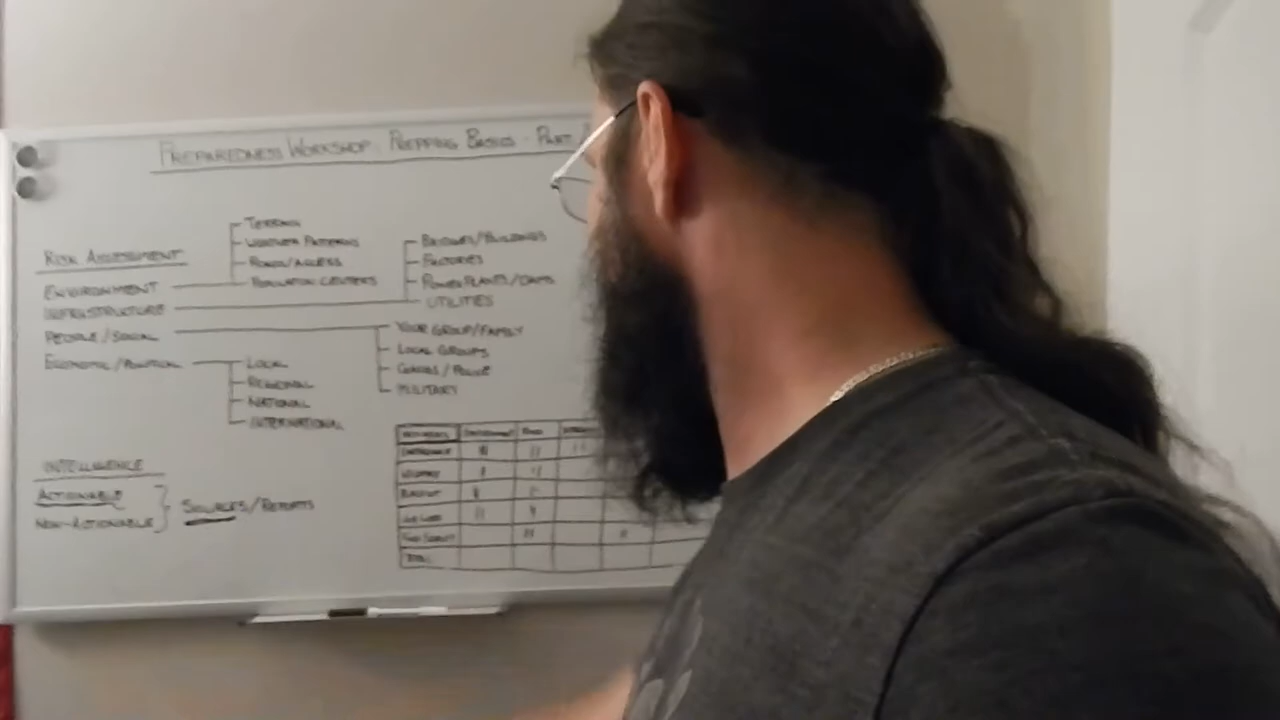 PREPAREDNESS WORKSHOP: PREPPING BASICS - PART
RISK ASSESSMENT
ENVIRONMENT
TERRAIN
WEATHER PATTERNS
ROADS/ACCESS
POPULATION CENTERS
INFRASTRUCTURE
BRIDGES/BUILDINGS
FACTORIES
POWER PLANTS/DAMS
UTILITIES
PEOPLE/SOCIAL
YOUR GROUP/FAMILY
LOCAL GROUPS
GANGS/POLICE
MILITARY
ECONOMIC/POLITICAL
LOCAL
REGIONAL
NATIONAL
INTERNATIONAL
INTELLIGENCE
ACTIONABLE
NON-ACTIONABLE
SOURCES/REPORTS
TOTAL